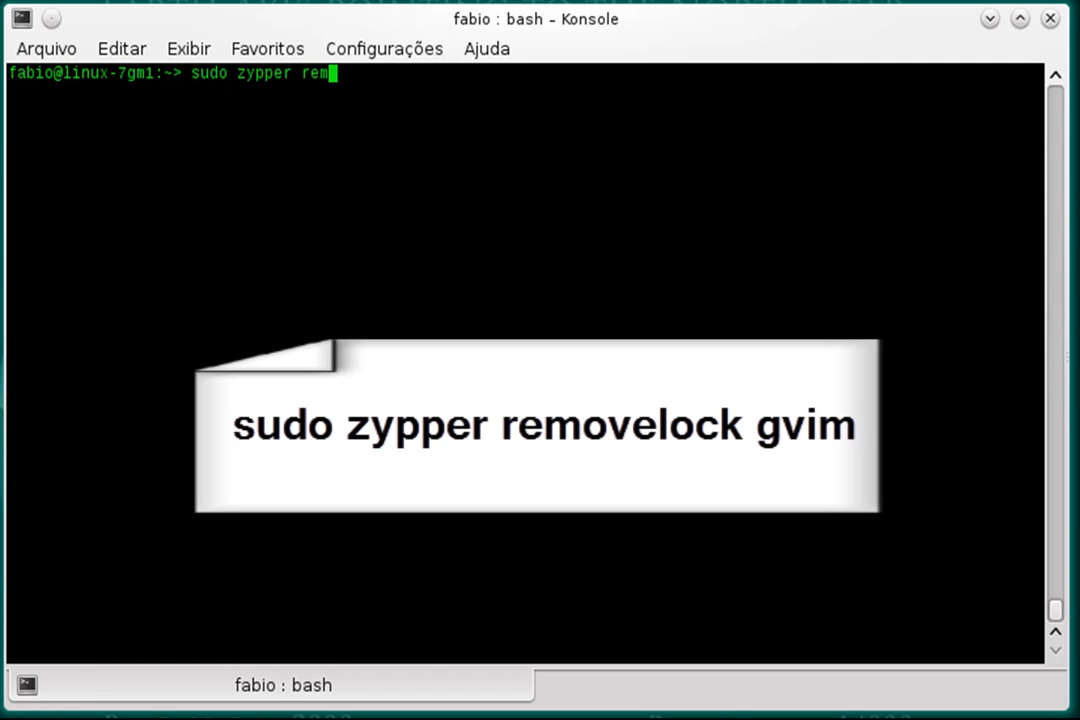 fabio : bash – Konsole
Arquivo Editar Exibir Favoritos Configurações Ajuda
fabio@linux-7gm1:~> sudo zypper rem
sudo zypper removelock gvim
fabio : bash